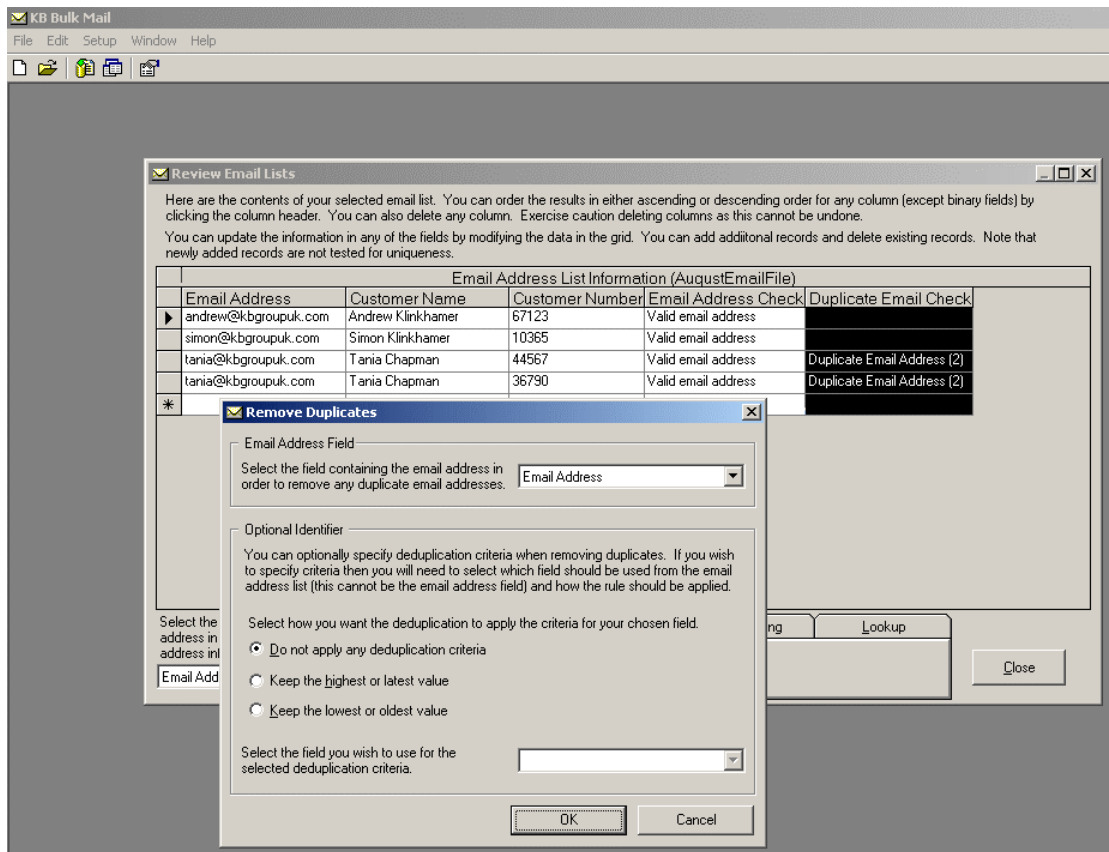 KB Bulk Mail
File Edit Setup Window Help
Review Email Lists
Here are the contents of your selected email list. You can order the results in either ascending or descending order for any column (except binary fields) by
clicking the column header. You can also delete any column. Exercise caution deleting columns as this cannot be undone.
You can update the information in any of the fields by modifying the data in the grid. You can add addiitonal records and delete existing records. Note that
newly added records are not tested for uniqueness.
Email Address List Information (AugustEmailFile)
Email Address Customer Name Customer Number Email Address Check Duplicate Email Check
andrew@kbgroupuk.com Andrew Klinkhamer 67123 Valid email address
simon@kbgroupuk.com Simon Klinkhamer 10365 Valid email address
tania@kbgroupuk.com Tania Chapman 44567 Valid email address Duplicate Email Address (2)
tania@kbgroupuk.com Tania Chapman 36790 Valid email address Duplicate Email Address (2)
Remove Duplicates
Email Address Field
Select the field containing the email address in
order to remove any duplicate email addresses.
Email Address
Optional Identifier
You can optionally specify deduplication criteria when removing duplicates. If you wish
to specify criteria then you will need to select which field should be used from the email
address list (this cannot be the email address field) and how the rule should be applied.
Select how you want the deduplication to apply the criteria for your chosen field.
Do not apply any deduplication criteria
Keep the highest or latest value
Keep the lowest or oldest value
Select the field you wish to use for the
selected deduplication criteria.
OK Cancel
Select the
address in
address in
Email Add
ng Lookup
Close